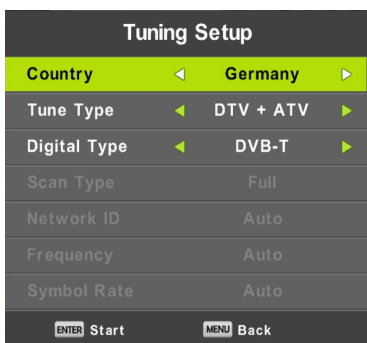 Tuning Setup
Country Germany
Tune Type DTV + ATV
Digital Type DVB-T
Scan Type Full
Network ID Auto
Frequency Auto
Symbol Rate Auto
ENTER Start MENU Back